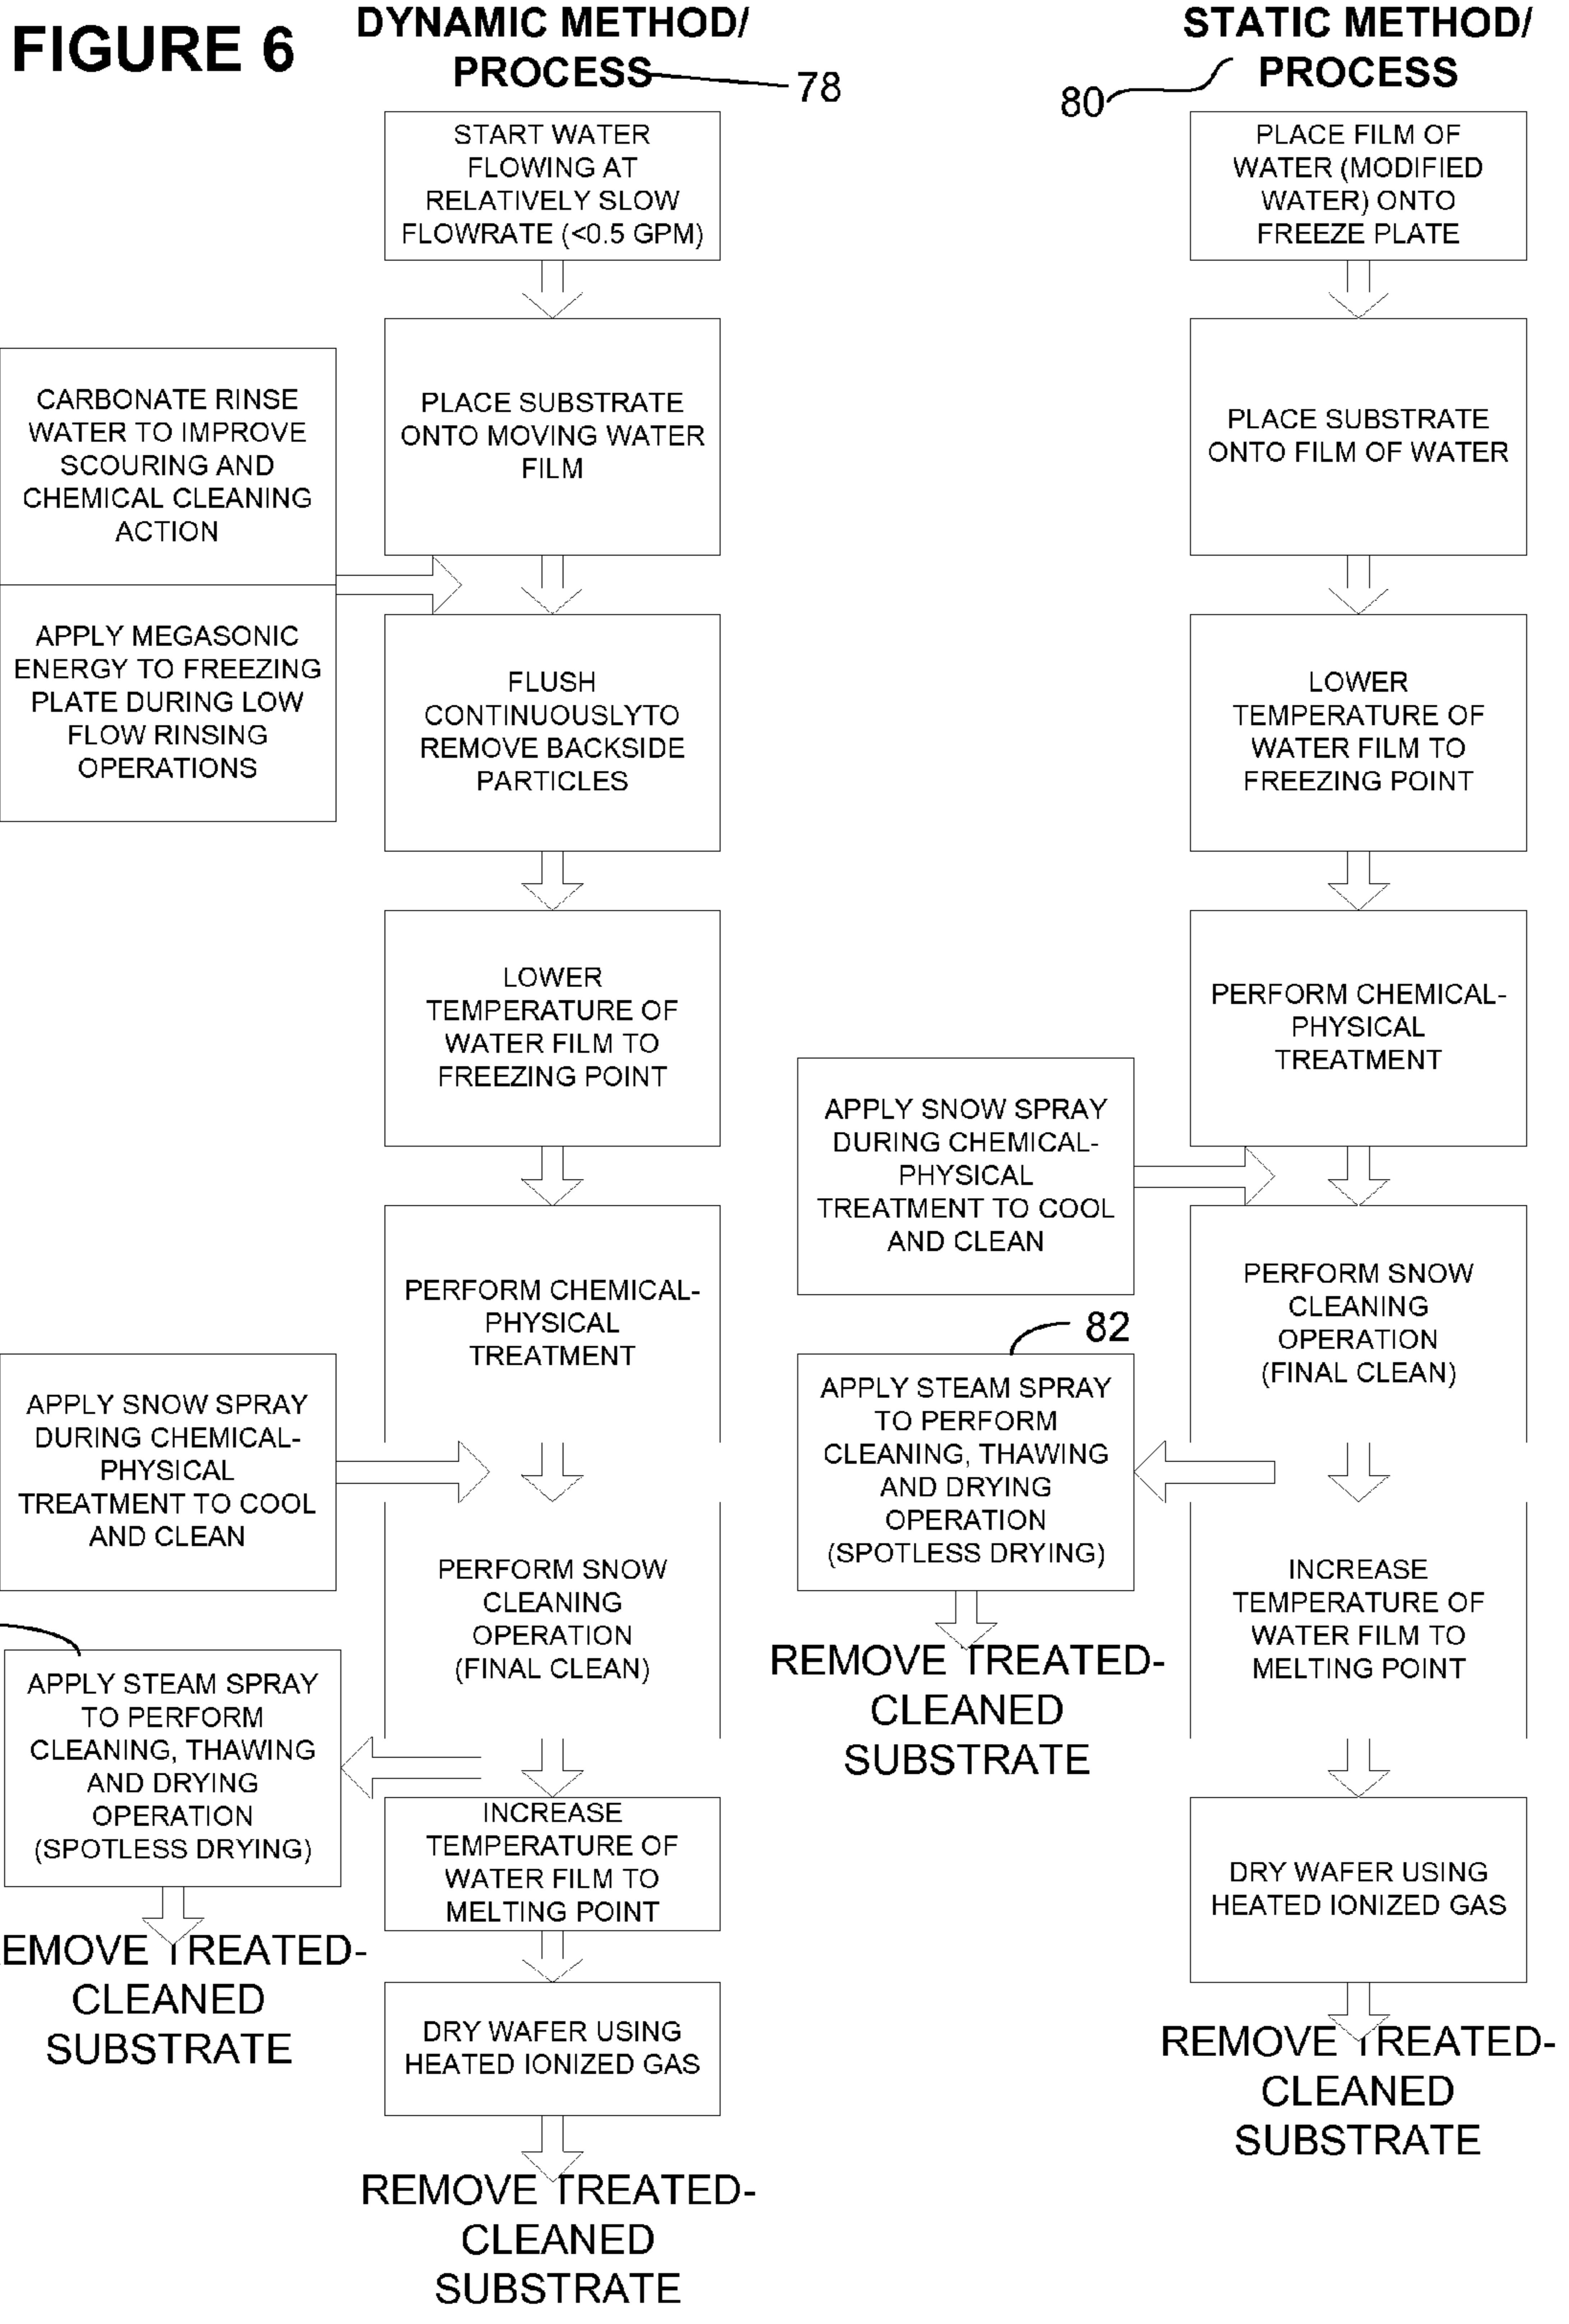 FIGURE 6
DYNAMIC METHOD/
PROCESS
78
START WATER
FLOWING AT
RELATIVELY SLOW
FLOWRATE (<0.5 GPM)
PLACE SUBSTRATE
ONTO MOVING WATER
FILM
CARBONATE RINSE
WATER TO IMPROVE
SCOURING AND
CHEMICAL CLEANING
ACTION
APPLY MEGASONIC
ENERGY TO FREEZING
PLATE DURING LOW
FLOW RINSING
OPERATIONS
FLUSH
CONTINUOUSLYTO
REMOVE BACKSIDE
PARTICLES
LOWER
TEMPERATURE OF
WATER FILM TO
FREEZING POINT
PERFORM CHEMICAL-
PHYSICAL
TREATMENT
APPLY SNOW SPRAY
DURING CHEMICAL-
PHYSICAL
TREATMENT TO COOL
AND CLEAN
PERFORM SNOW
CLEANING
OPERATION
(FINAL CLEAN)
APPLY STEAM SPRAY
TO PERFORM
CLEANING, THAWING
AND DRYING
OPERATION
(SPOTLESS DRYING)
EMOVE TREATED-
CLEANED
SUBSTRATE
INCREASE
TEMPERATURE OF
WATER FILM TO
MELTING POINT
DRY WAFER USING
HEATED IONIZED GAS
REMOVE TREATED-
CLEANED
SUBSTRATE
STATIC METHOD/
PROCESS
80
PLACE FILM OF
WATER (MODIFIED
WATER) ONTO
FREEZE PLATE
PLACE SUBSTRATE
ONTO FILM OF WATER
LOWER
TEMPERATURE OF
WATER FILM TO
FREEZING POINT
PERFORM CHEMICAL-
PHYSICAL
TREATMENT
APPLY SNOW SPRAY
DURING CHEMICAL-
PHYSICAL
TREATMENT TO COOL
AND CLEAN
PERFORM SNOW
CLEANING
OPERATION
(FINAL CLEAN)
82
APPLY STEAM SPRAY
TO PERFORM
CLEANING, THAWING
AND DRYING
OPERATION
(SPOTLESS DRYING)
REMOVE TREATED-
CLEANED
SUBSTRATE
INCREASE
TEMPERATURE OF
WATER FILM TO
MELTING POINT
DRY WAFER USING
HEATED IONIZED GAS
REMOVE TREATED-
CLEANED
SUBSTRATE